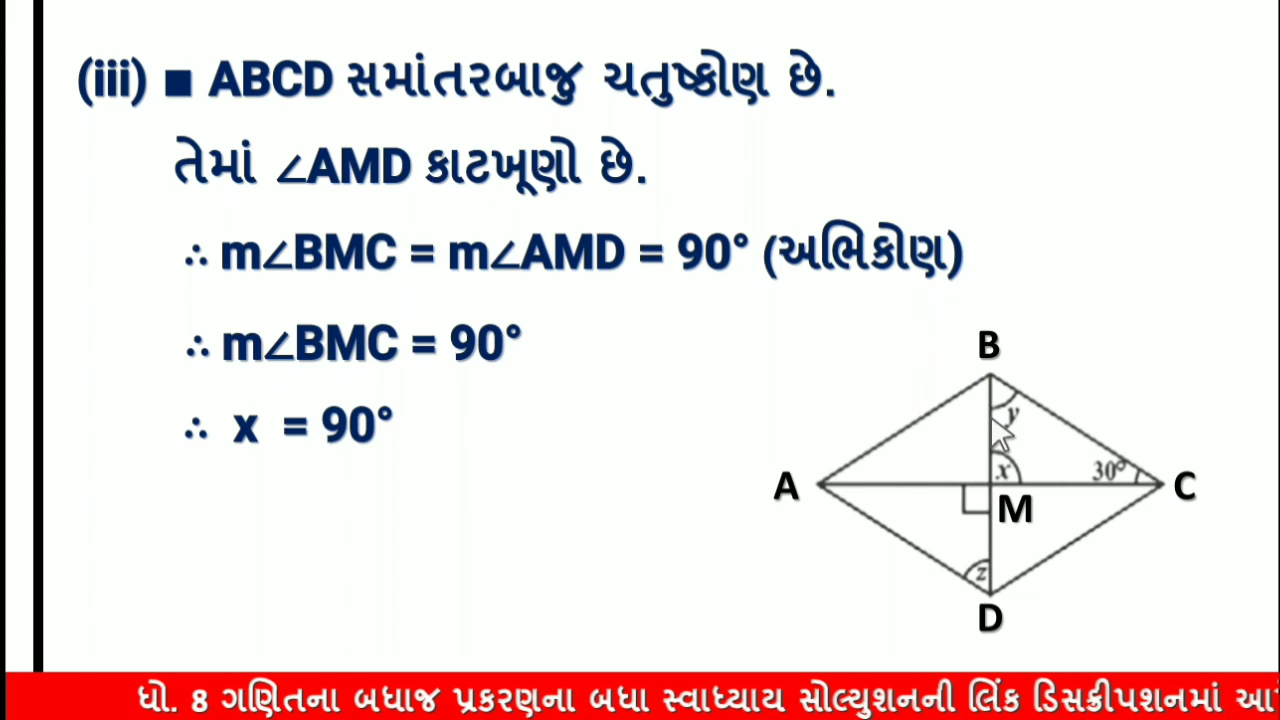 (iii) ■ ABCD સમાંતરબાજુ ચતુષ્કોણ છે.
તેમાં ∠AMD કાટખૂણો છે.
∴ m∠BMC = m∠AMD = 90° (અભિકોણ)
∴ m∠BMC = 90°
∴ x = 90°
B
y
A
x
30°
C
M
z
D
ધો. 8 ગણિતના બધાજ પ્રકરણના બધા સ્વાધ્યાય સોલ્યુશનની લિંક ડિસક્રીપશનમાં